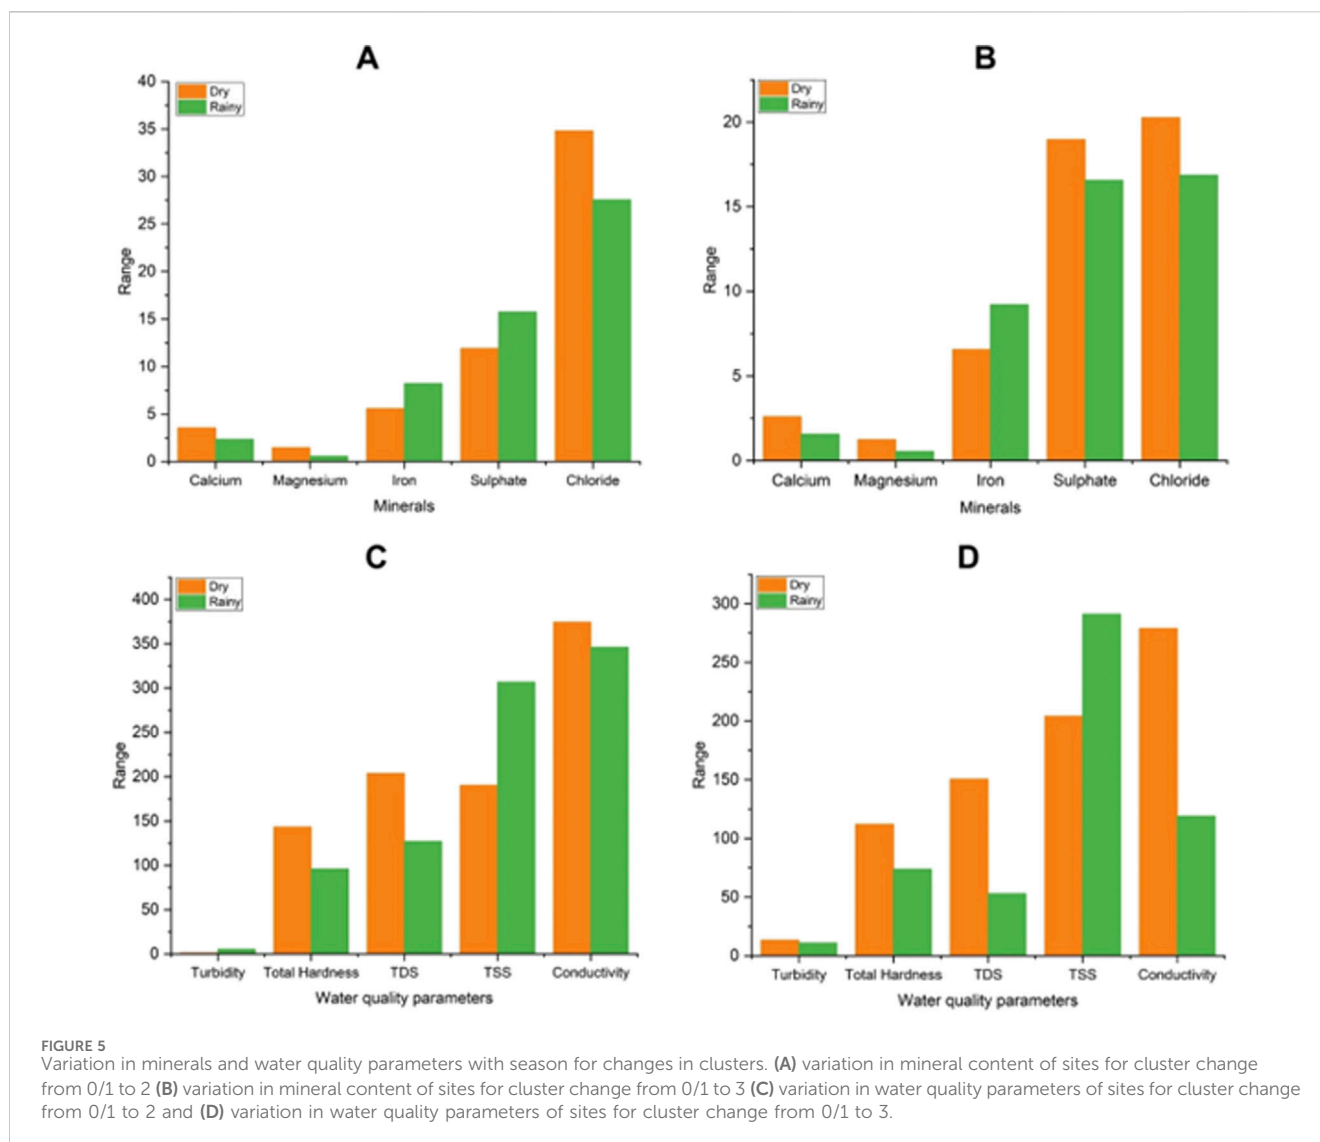 A
Dry
Rainy
40
35
30
25
20
15
10
5
0
Range
Calcium Magnesium Iron Sulphate Chloride
Minerals
B
Dry
Rainy
20
15
10
5
0
Range
Calcium Magnesium Iron Sulphate Chloride
Minerals
C
Dry
Rainy
400
350
300
250
200
150
100
50
0
Range
Turbidity Total Hardness TDS TSS Conductivity
Water quality parameters
D
Dry
Rainy
300
250
200
150
100
50
0
Range
Turbidity Total Hardness TDS TSS Conductivity
Water quality parameters
FIGURE 5
Variation in minerals and water quality parameters with season for changes in clusters. (A) variation in mineral content of sites for cluster change
from 0/1 to 2 (B) variation in mineral content of sites for cluster change from 0/1 to 3 (C) variation in water quality parameters of sites for cluster change
from 0/1 to 2 and (D) variation in water quality parameters of sites for cluster change from 0/1 to 3.